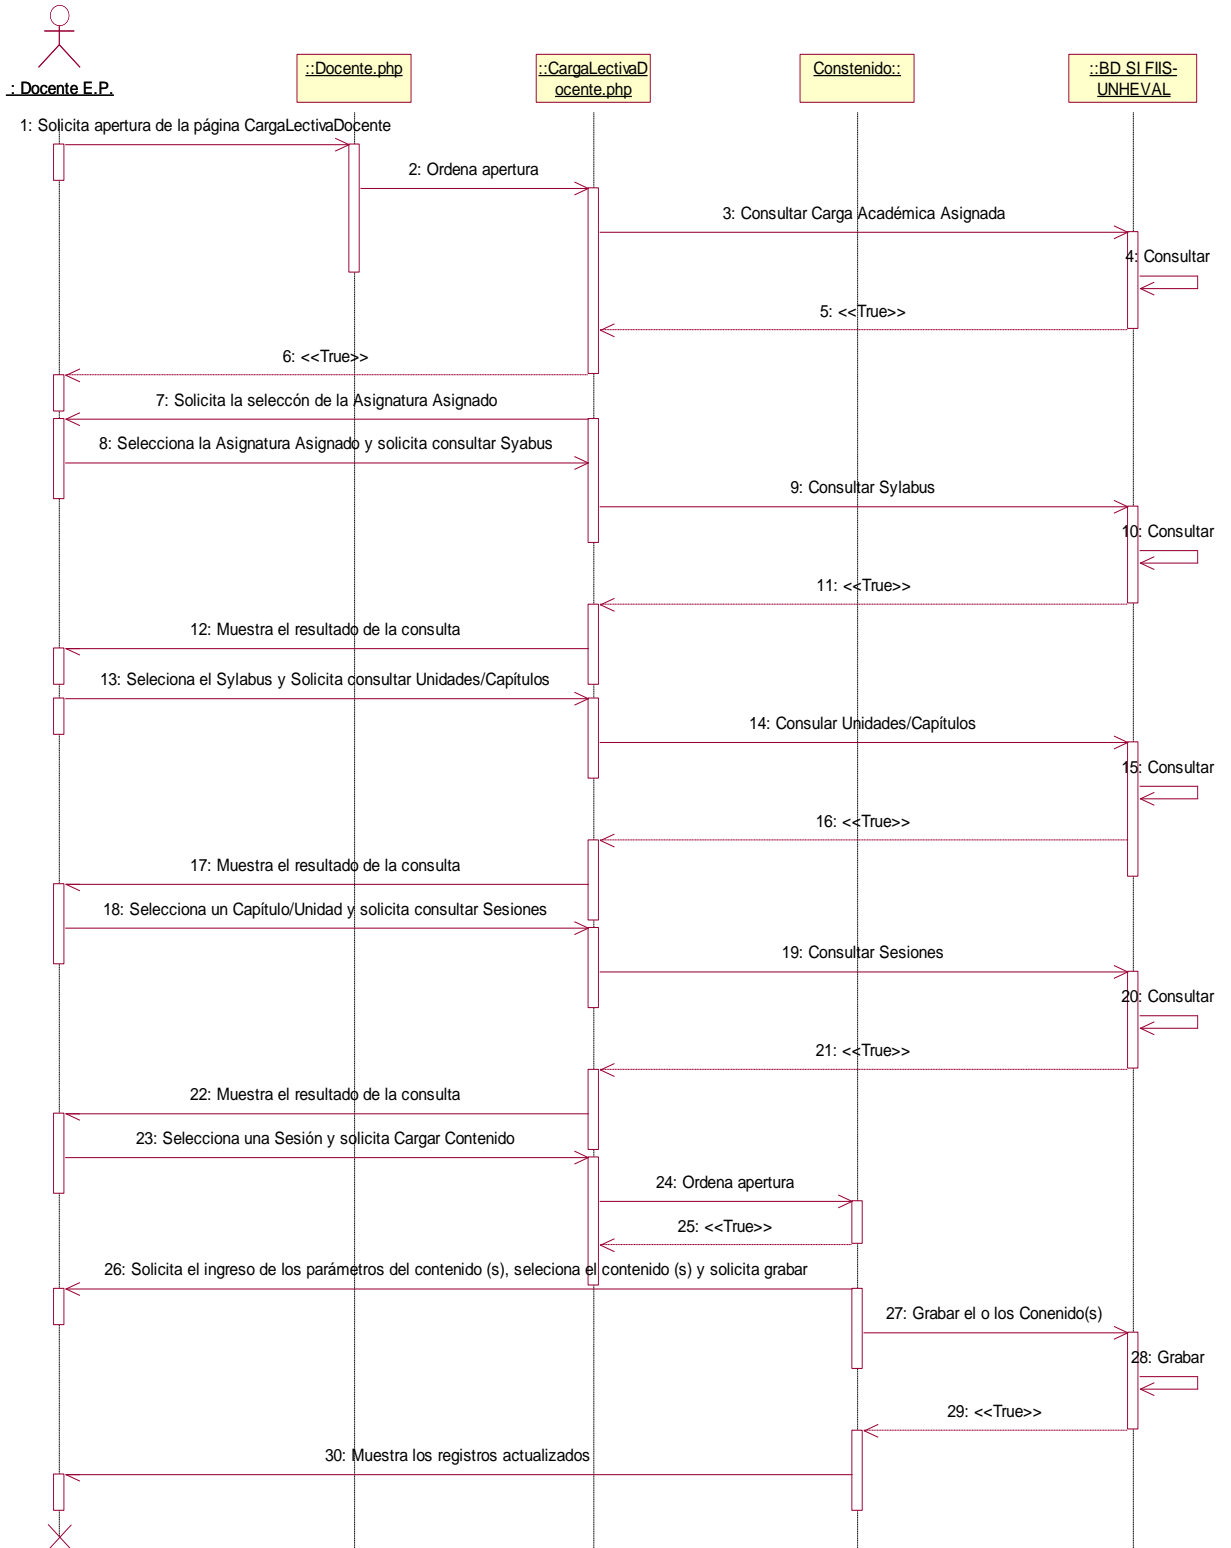 : Docente E.P.
::Docente.php
::CargaLectivaD
ocente.php
Constenido::
::BD SI FIIS-
UNHEVAL
1: Solicita apertura de la página CargaLectivaDocente
2: Ordena apertura
3: Consultar Carga Académica Asignada
4: Consultar
5: <<True>>
6: <<True>>
7: Solicita la seleccón de la Asignatura Asignado
8: Selecciona la Asignatura Asignado y solicita consultar Syabus
9: Consultar Sylabus
10: Consultar
11: <<True>>
12: Muestra el resultado de la consulta
13: Seleciona el Sylabus y Solicita consultar Unidades/Capítulos
14: Consular Unidades/Capítulos
15: Consultar
16: <<True>>
17: Muestra el resultado de la consulta
18: Selecciona un Capítulo/Unidad y solicita consultar Sesiones
19: Consultar Sesiones
20: Consultar
21: <<True>>
22: Muestra el resultado de la consulta
23: Selecciona una Sesión y solicita Cargar Contenido
24: Ordena apertura
25: <<True>>
26: Solicita el ingreso de los parámetros del contenido (s), seleciona el contenido (s) y solicita grabar
27: Grabar el o los Conenido(s)
28: Grabar
29: <<True>>
30: Muestra los registros actualizados